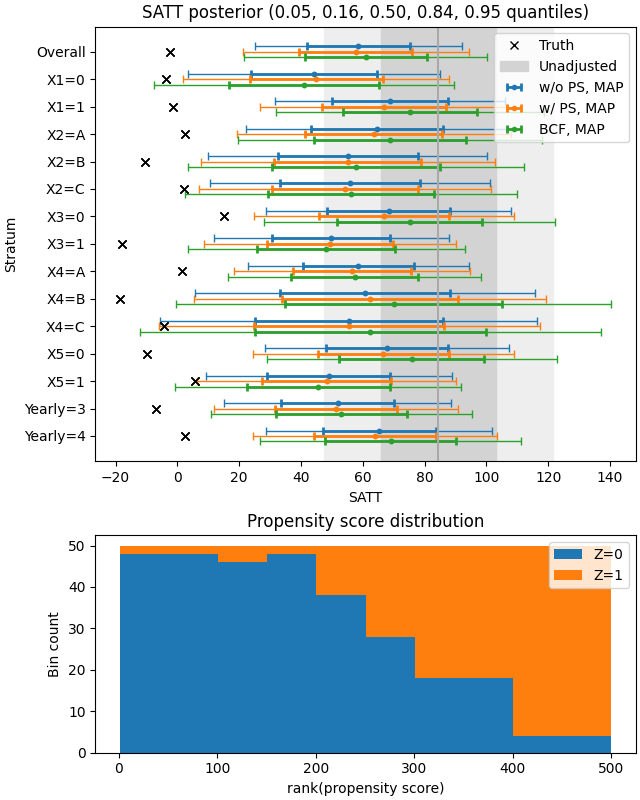 SATT posterior (0.05, 0.16, 0.50, 0.84, 0.95 quantiles)
Truth
Unadjusted
w/o PS, MAP
w/ PS, MAP
BCF, MAP
Stratum
Overall
X1=0
X1=1
X2=A
X2=B
X2=C
X3=0
X3=1
X4=A
X4=B
X4=C
X5=0
X5=1
Yearly=3
Yearly=4
−20 0 20 40 60 80 100 120 140
SATT
Propensity score distribution
Z=0
Z=1
Bin count
50
40
30
20
10
0
0 100 200 300 400 500
rank(propensity score)